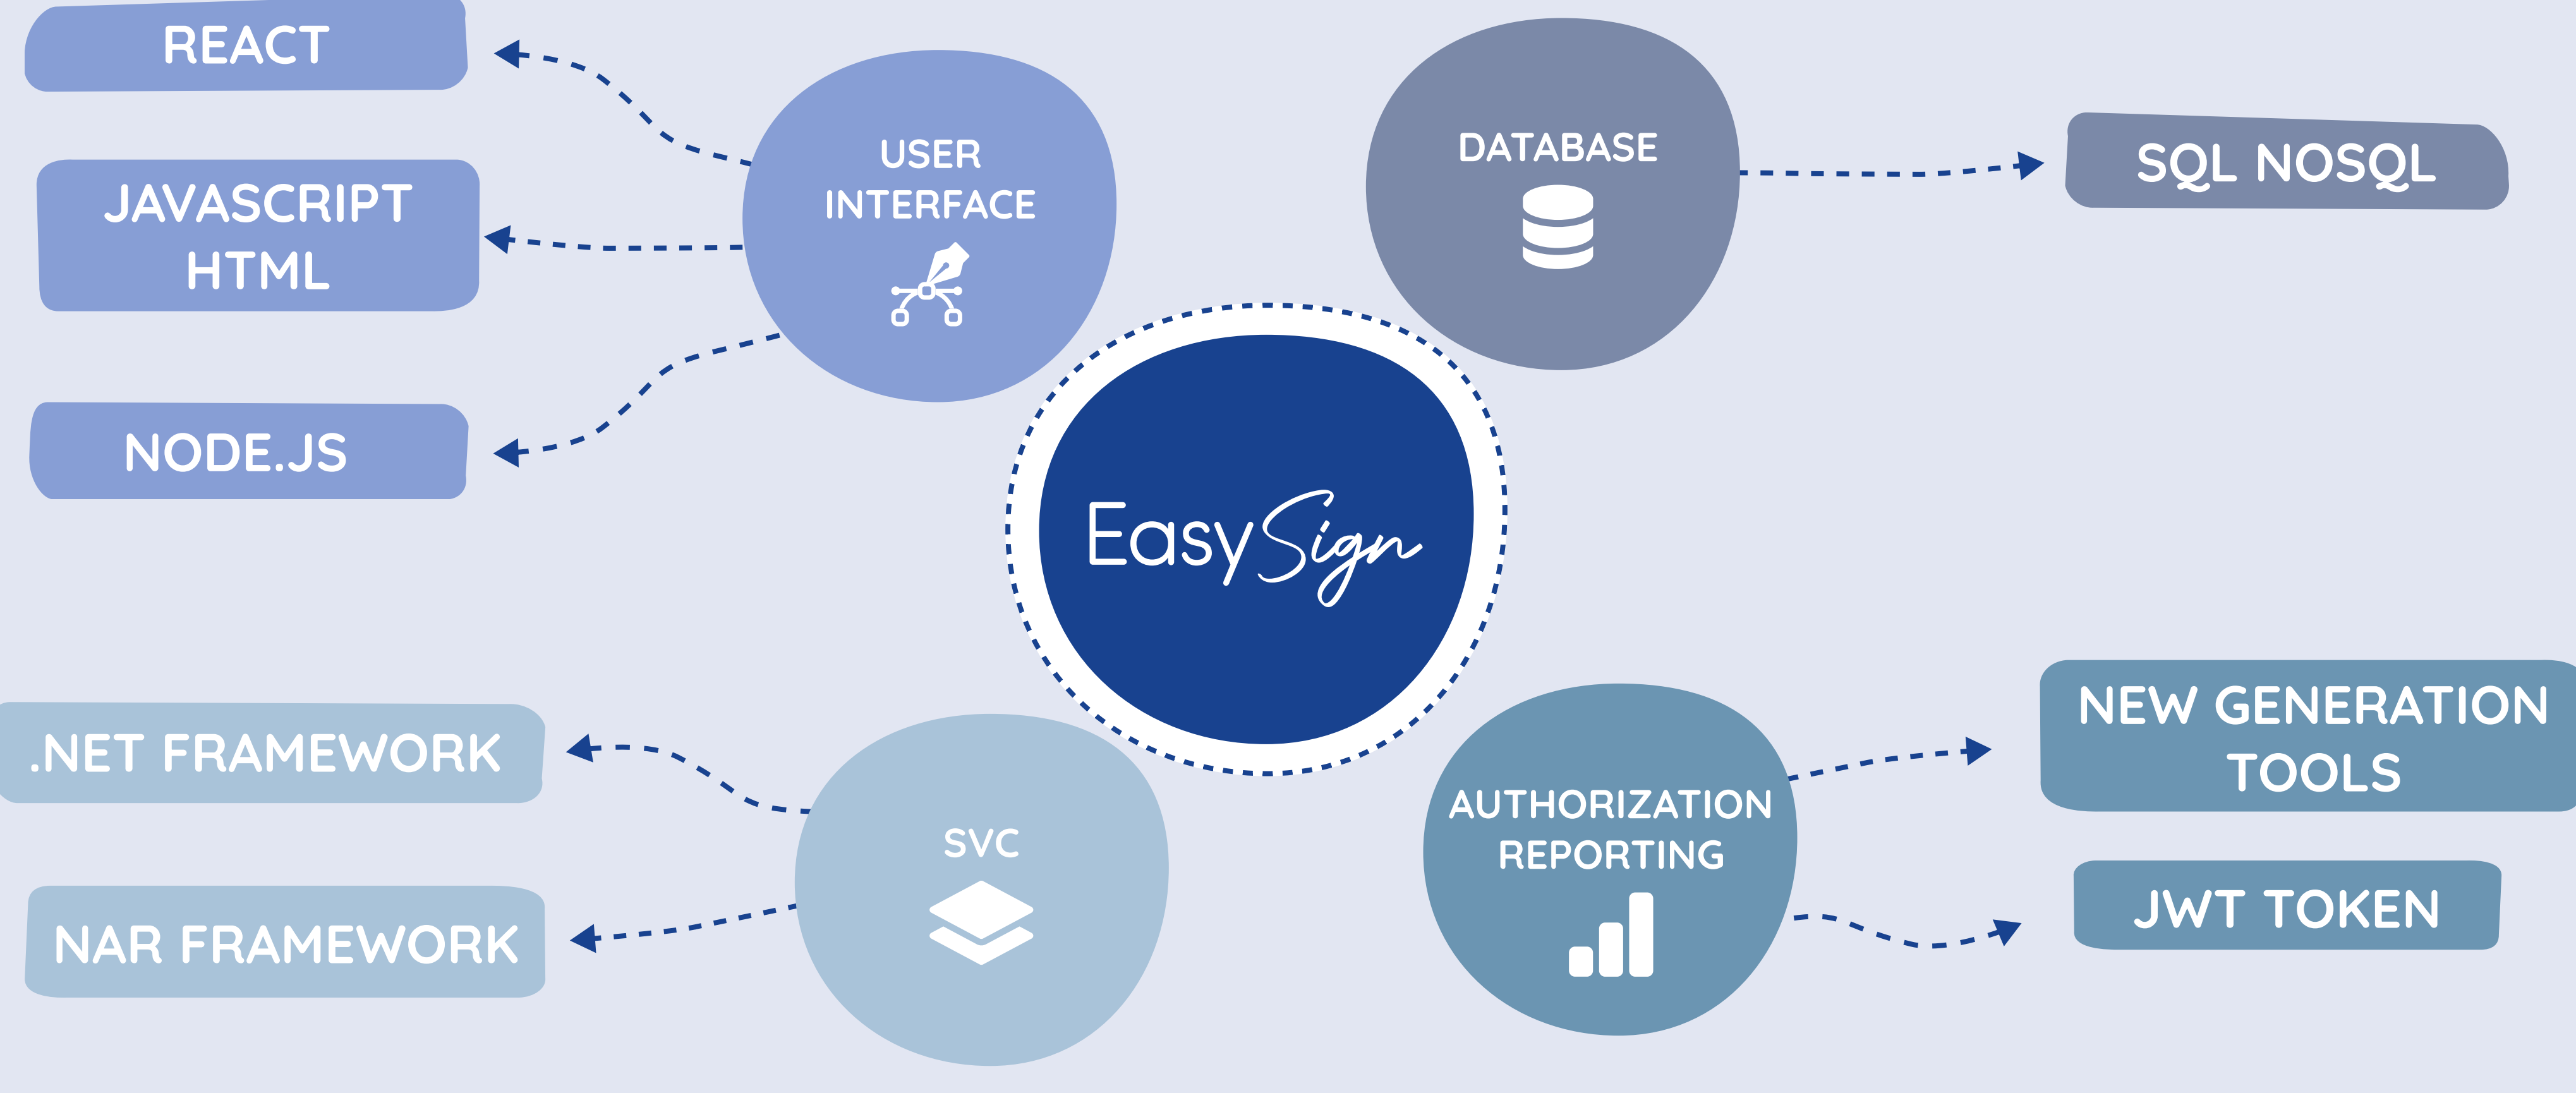 REACT
JAVASCRIPT
HTML
NODE.JS
USER
INTERFACE
DATABASE
SQL NOSQL
EasySign
.NET FRAMEWORK
NAR FRAMEWORK
SVC
AUTHORIZATION
REPORTING
NEW GENERATION
TOOLS
JWT TOKEN